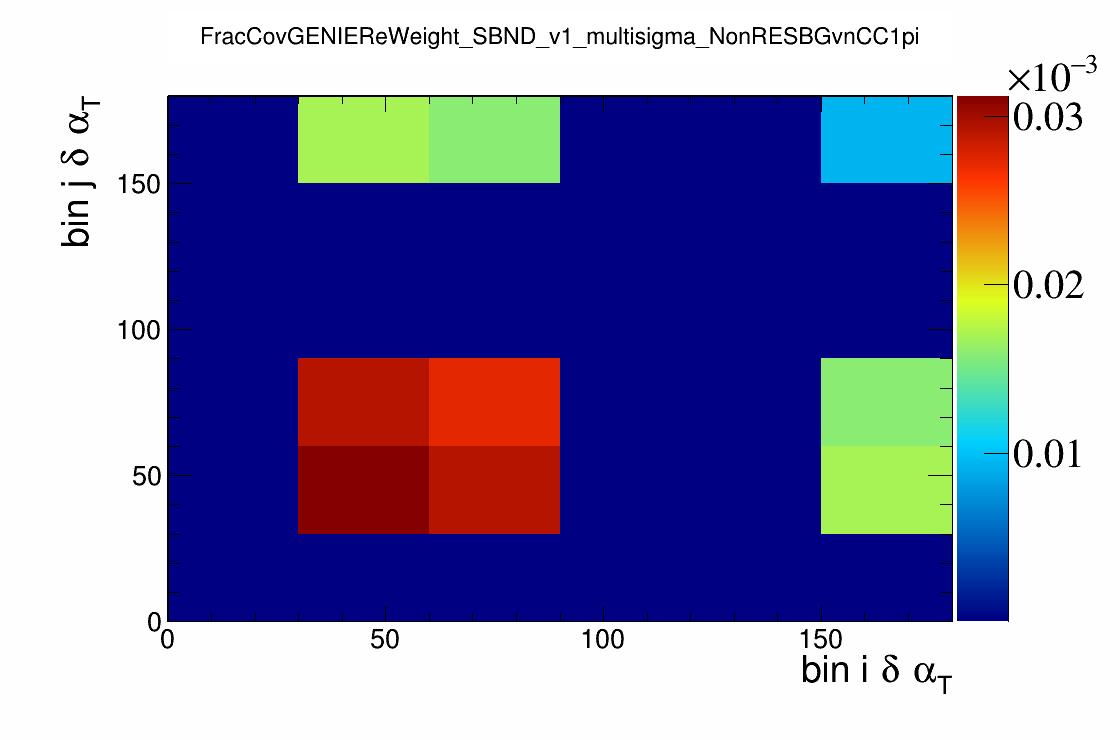 FracCovGENIEReWeight_SBND_v1_multisigma_NonRESBGvnCC1pi
×10⁻³
0.03
0.02
0.01
bin j δ α_T
150
100
50
0
0 50 100 150
bin i δ α_T